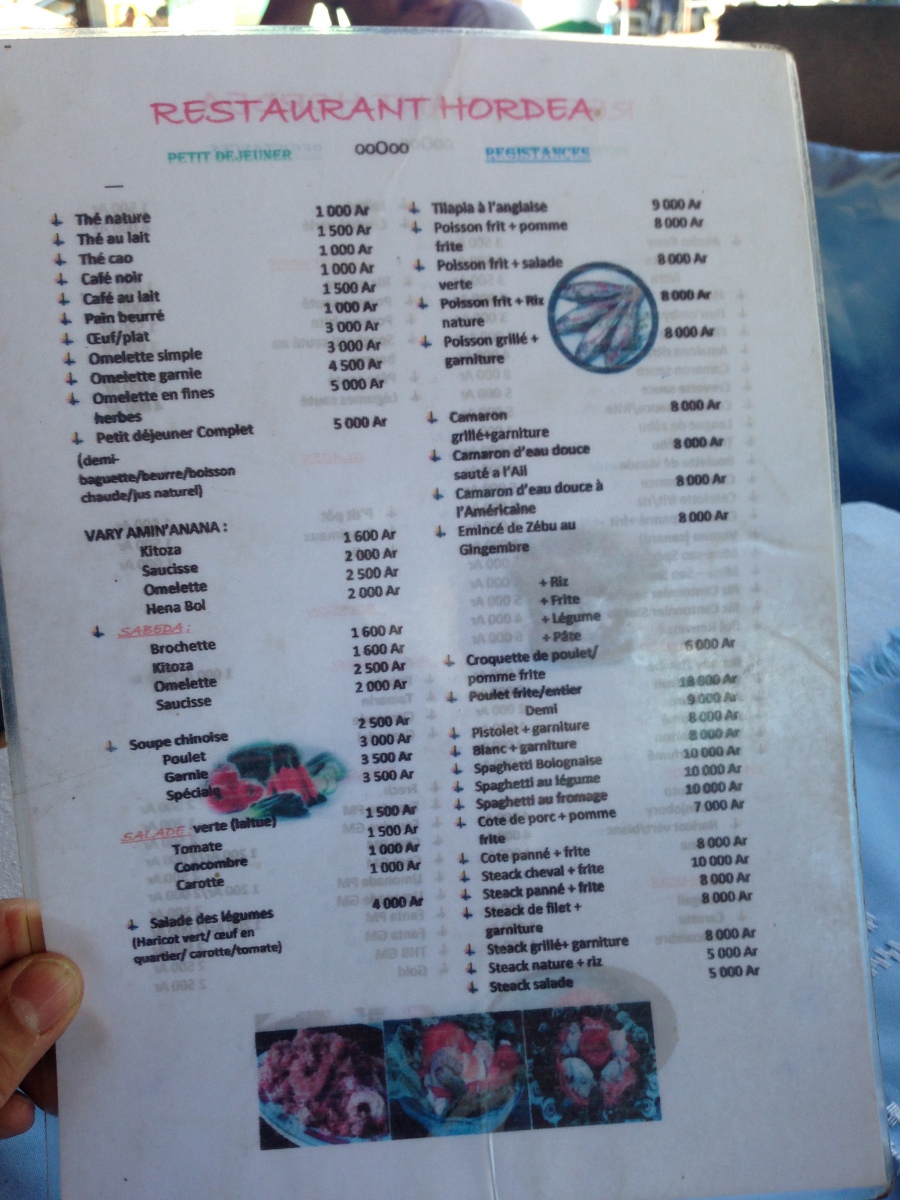 RESTAURANT HORDEA
PETIT DEJEUNER
ooOoo
REGISTANCES
Thé nature 1 000 Ar
Thé au lait 1 500 Ar
Thé cao 1 000 Ar
Café noir 1 000 Ar
Café au lait 1 500 Ar
Pain beurré 1 000 Ar
Œuf/plat 3 000 Ar
Omelette simple 3 000 Ar
Omelette garnie 4 500 Ar
Omelette en fines 5 000 Ar
herbes
Petit déjeuner Complet 5 000 Ar
(demi-
baguette/beurre/boisson
chaude/jus naturel)
VARY AMIN'ANANA :
Kitoza 1 600 Ar
Saucisse 2 000 Ar
Omelette 2 500 Ar
Hena Bol 2 000 Ar
SABEDA :
Brochette 1 600 Ar
Kitoza 1 600 Ar
Omelette 2 500 Ar
Saucisse 2 000 Ar
Soupe chinoise 2 500 Ar
Poulet 3 000 Ar
Garnie 3 500 Ar
Spéciale 3 500 Ar
SALADE : verte (laitue) 1 500 Ar
Tomate 1 500 Ar
Concombre 1 000 Ar
Carotte 1 000 Ar
Salade des légumes 4 000 Ar
(Haricot vert/ œuf en
quartier/ carotte/tomate)
Tilapia à l'anglaise 9 000 Ar
Poisson frit + pomme 8 000 Ar
frite
Poisson frit + salade 8 000 Ar
verte
Poisson frit + Riz 8 000 Ar
nature
Poisson grillé + 8 000 Ar
garniture
Camaron 8 000 Ar
grillé+garniture
Camaron d'eau douce 8 000 Ar
sauté a l'Ail
Camaron d'eau douce à 8 000 Ar
l'Américaine
Emincé de Zébu au 8 000 Ar
Gingembre
+ Riz
+ Frite
+ Légume
+ Pâte
Croquette de poulet/ 6 000 Ar
pomme frite
Poulet frite/entier 18 000 Ar
Demi 9 000 Ar
Pistolet + garniture 8 000 Ar
Blanc + garniture 8 000 Ar
Spaghetti Bolognaise 10 000 Ar
Spaghetti au légume 10 000 Ar
Spaghetti au fromage 10 000 Ar
Cote de porc + pomme 7 000 Ar
frite
Cote panné + frite 8 000 Ar
Steack cheval + frite 10 000 Ar
Steack panné + frite 8 000 Ar
Steack de filet + 8 000 Ar
garniture
Steack grillé+ garniture 8 000 Ar
Steack nature + riz 5 000 Ar
Steack salade 5 000 Ar